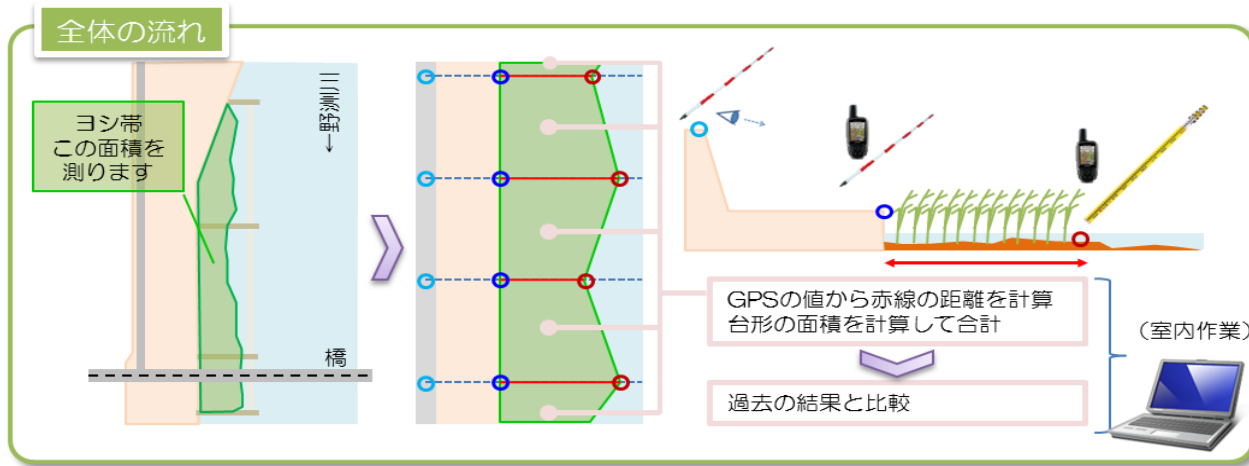 全体の流れ
ヨシ帯
この面積を
測ります
←野洲川
橋
GPSの値から赤線の距離を計算
台形の面積を計算して合計
過去の結果と比較
(室内作業)